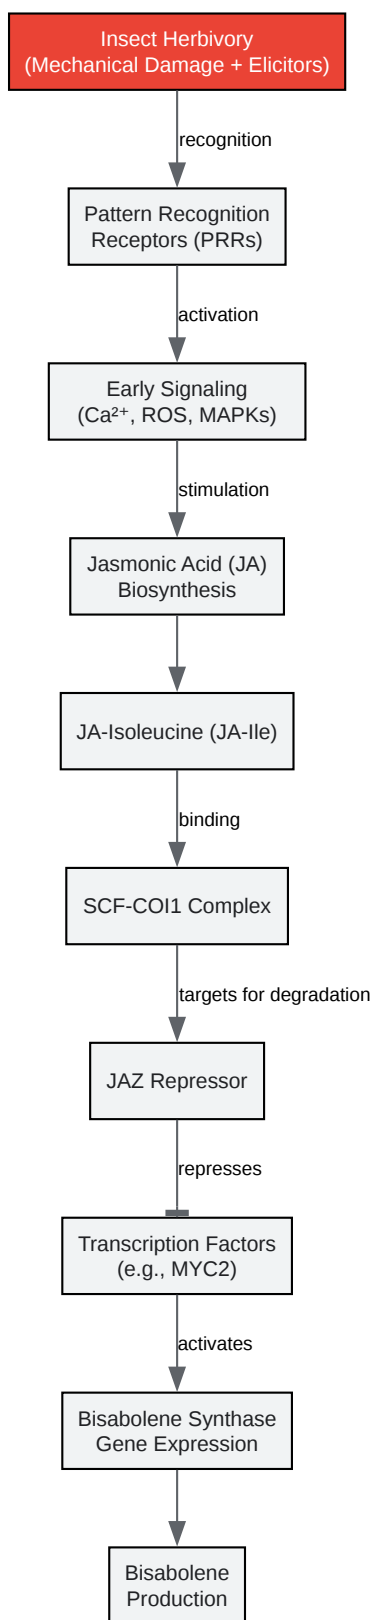 Insect Herbivory
(Mechanical Damage + Elicitors)
recognition
Pattern Recognition
Receptors (PRRs)
activation
Early Signaling
(Ca²⁺, ROS, MAPKs)
stimulation
Jasmonic Acid (JA)
Biosynthesis
JA-Isoleucine (JA-Ile)
binding
SCF-COI1 Complex
targets for degradation
JAZ Repressor
represses
Transcription Factors
(e.g., MYC2)
activates
Bisabolene Synthase
Gene Expression
Bisabolene
Production